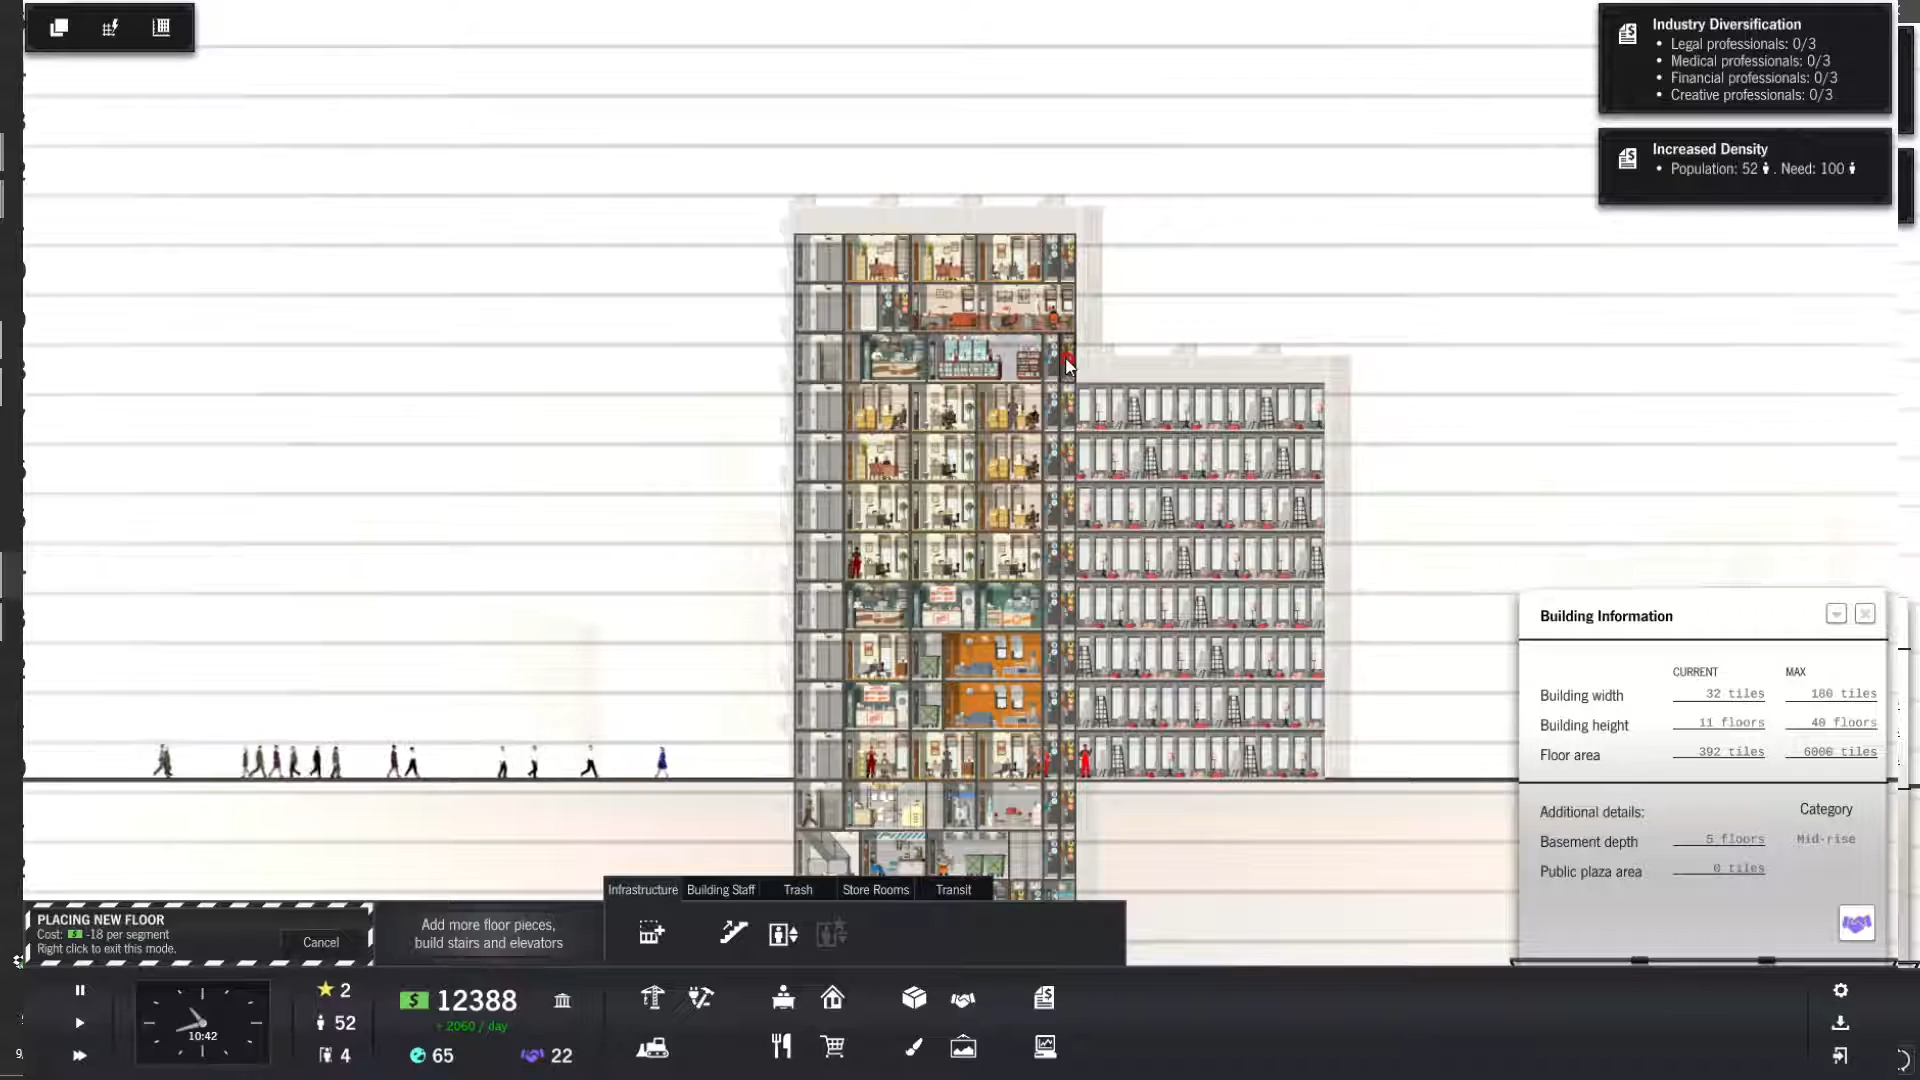 Industry Diversification
• Legal professionals: 0/3
• Medical professionals: 0/3
• Financial professionals: 0/3
• Creative professionals: 0/3
Increased Density
• Population: 52 . Need: 100
Building Information
CURRENT MAX
Building width 32 tiles 180 tiles
Building height 11 floors 40 floors
Floor area 392 tiles 6000 tiles
Additional details: Category
Basement depth 5 floors Mid-rise
Public plaza area 0 tiles
Infrastructure Building Staff Trash Store Rooms Transit
PLACING NEW FLOOR
Cost: $ -18 per segment
Right click to exit this mode.
Cancel
Add more floor pieces,
build stairs and elevators
10:42
2
52
4
$ 12388
+ 2060 / day
65 22